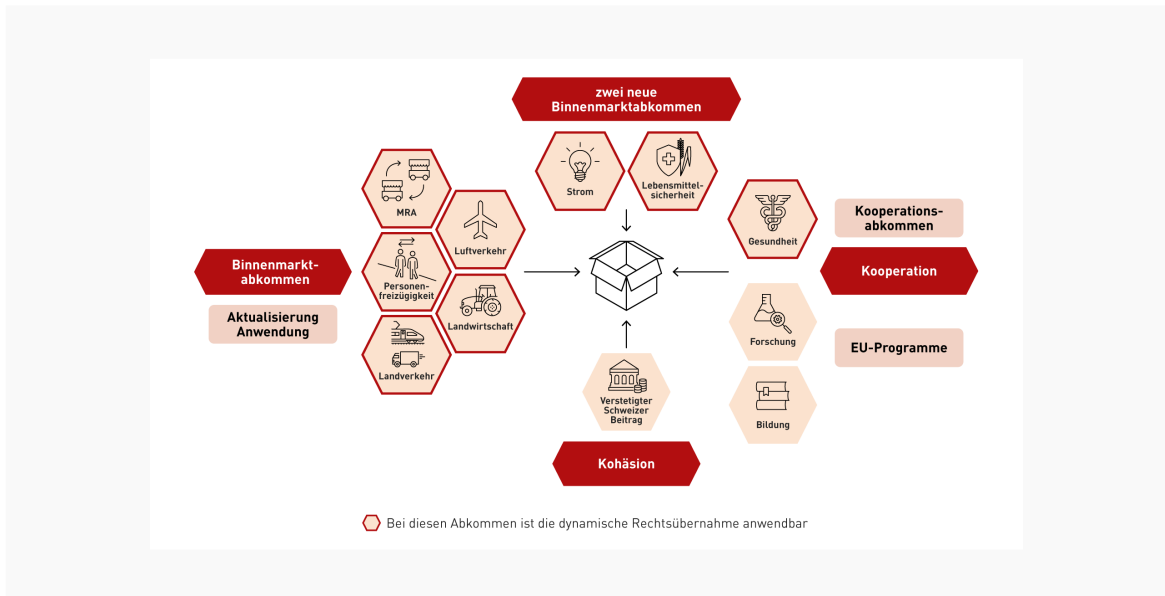 zwei neue
Binnenmarktabkommen
Strom
Lebensmittel-
sicherheit
MRA
Luftverkehr
Personen-
freizügigkeit
Landwirtschaft
Landverkehr
Binnenmarkt-
abkommen
Aktualisierung
Anwendung
Gesundheit
Kooperations-
abkommen
Kooperation
Forschung
EU-Programme
Bildung
Verstetigter
Schweizer
Beitrag
Kohäsion
Bei diesen Abkommen ist die dynamische Rechtsübernahme anwendbar